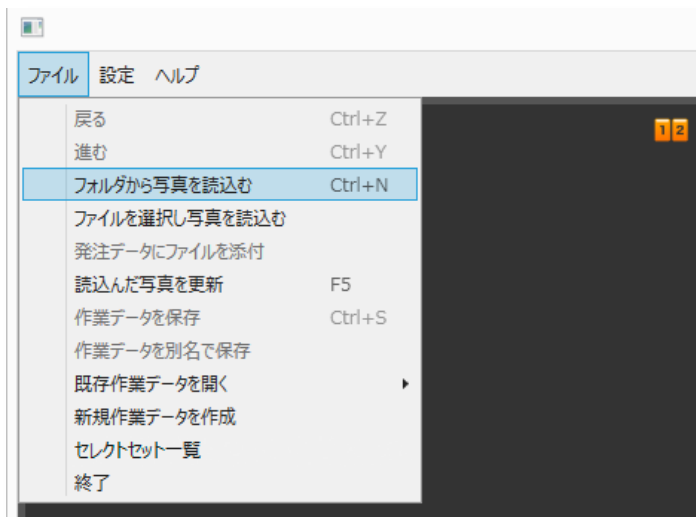 ファイル 設定 ヘルプ
戻る Ctrl+Z
進む Ctrl+Y
フォルダから写真を読込む Ctrl+N
ファイルを選択し写真を読込む
発注データにファイルを添付
読込んだ写真を更新 F5
作業データを保存 Ctrl+S
作業データを別名で保存
既存作業データを開く
新規作業データを作成
セレクトセット一覧
終了
12